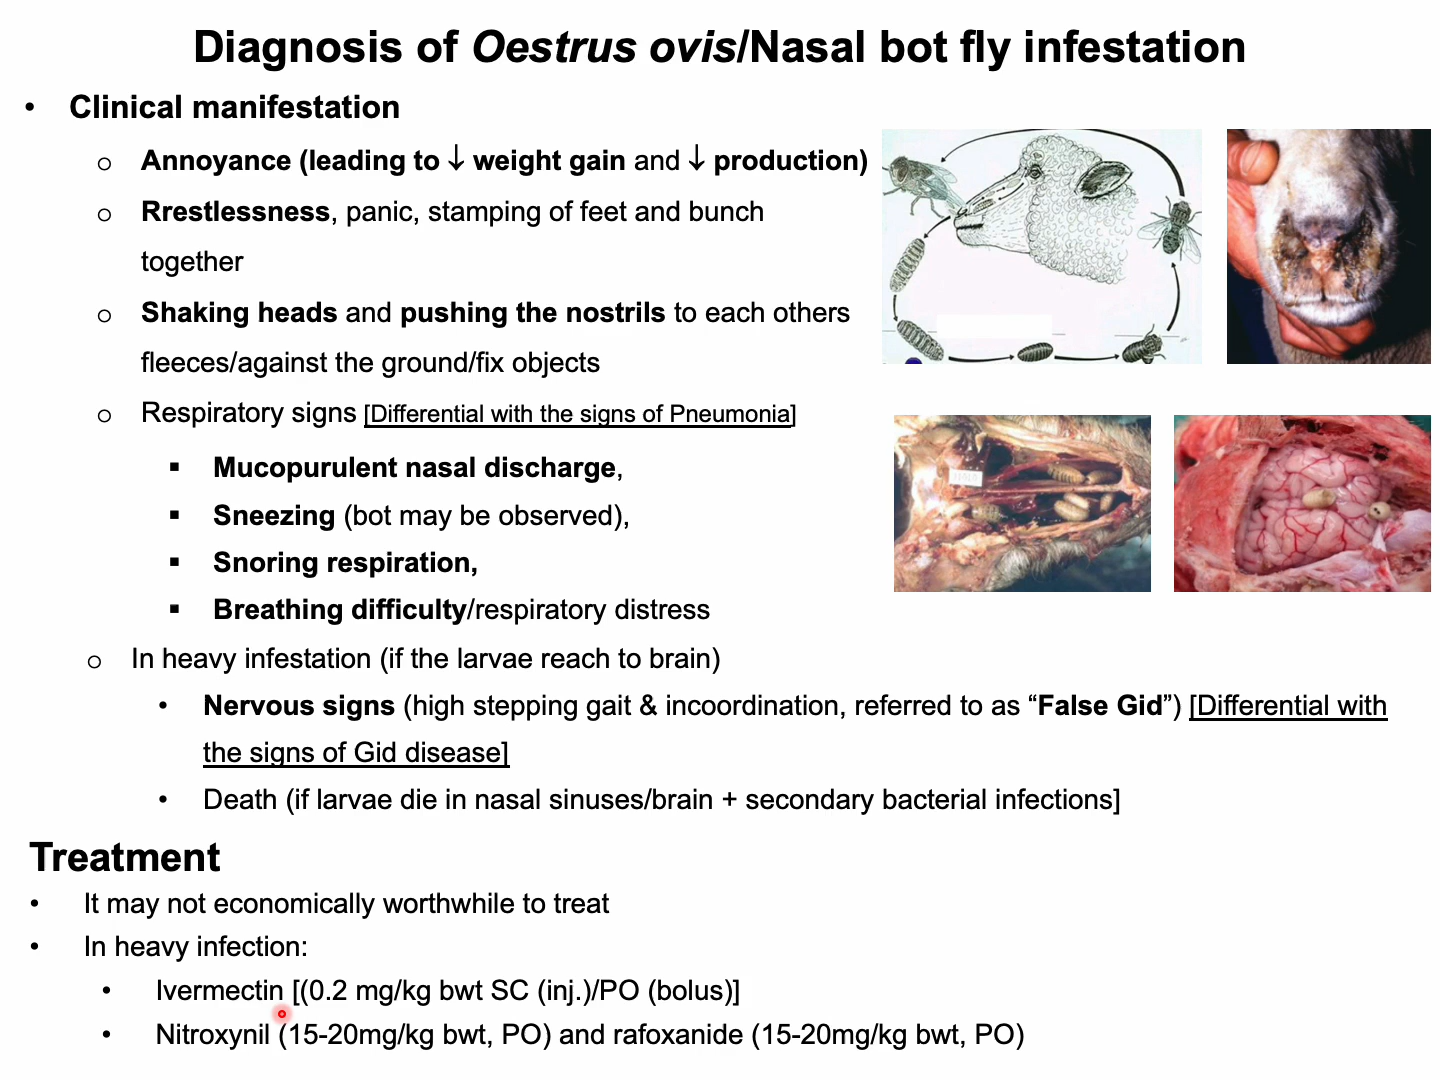 Diagnosis of Oestrus ovis/Nasal bot fly infestation
• Clinical manifestation
o Annoyance (leading to ↓ weight gain and ↓ production)
o Rrestlessness, panic, stamping of feet and bunch
together
o Shaking heads and pushing the nostrils to each others
fleeces/against the ground/fix objects
o Respiratory signs [Differential with the signs of Pneumonia]
▪ Mucopurulent nasal discharge,
▪ Sneezing (bot may be observed),
▪ Snoring respiration,
▪ Breathing difficulty/respiratory distress
o In heavy infestation (if the larvae reach to brain)
• Nervous signs (high stepping gait & incoordination, referred to as “False Gid”) [Differential with
the signs of Gid disease]
• Death (if larvae die in nasal sinuses/brain + secondary bacterial infections]
Treatment
• It may not economically worthwhile to treat
• In heavy infection:
• Ivermectin [(0.2 mg/kg bwt SC (inj.)/PO (bolus)]
• Nitroxynil (15-20mg/kg bwt, PO) and rafoxanide (15-20mg/kg bwt, PO)